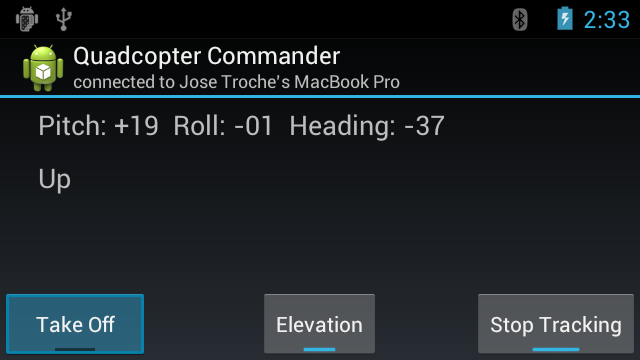 2:33
Quadcopter Commander
connected to Jose Troche's MacBook Pro
Pitch: +19 Roll: -01 Heading: -37
Up
Take Off Elevation Stop Tracking